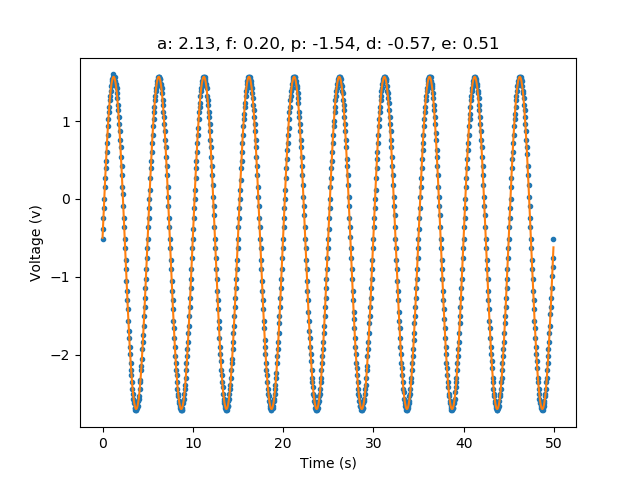 a: 2.13, f: 0.20, p: -1.54, d: -0.57, e: 0.51
Voltage (v)
1
0
−1
−2
0 10 20 30 40 50
Time (s)